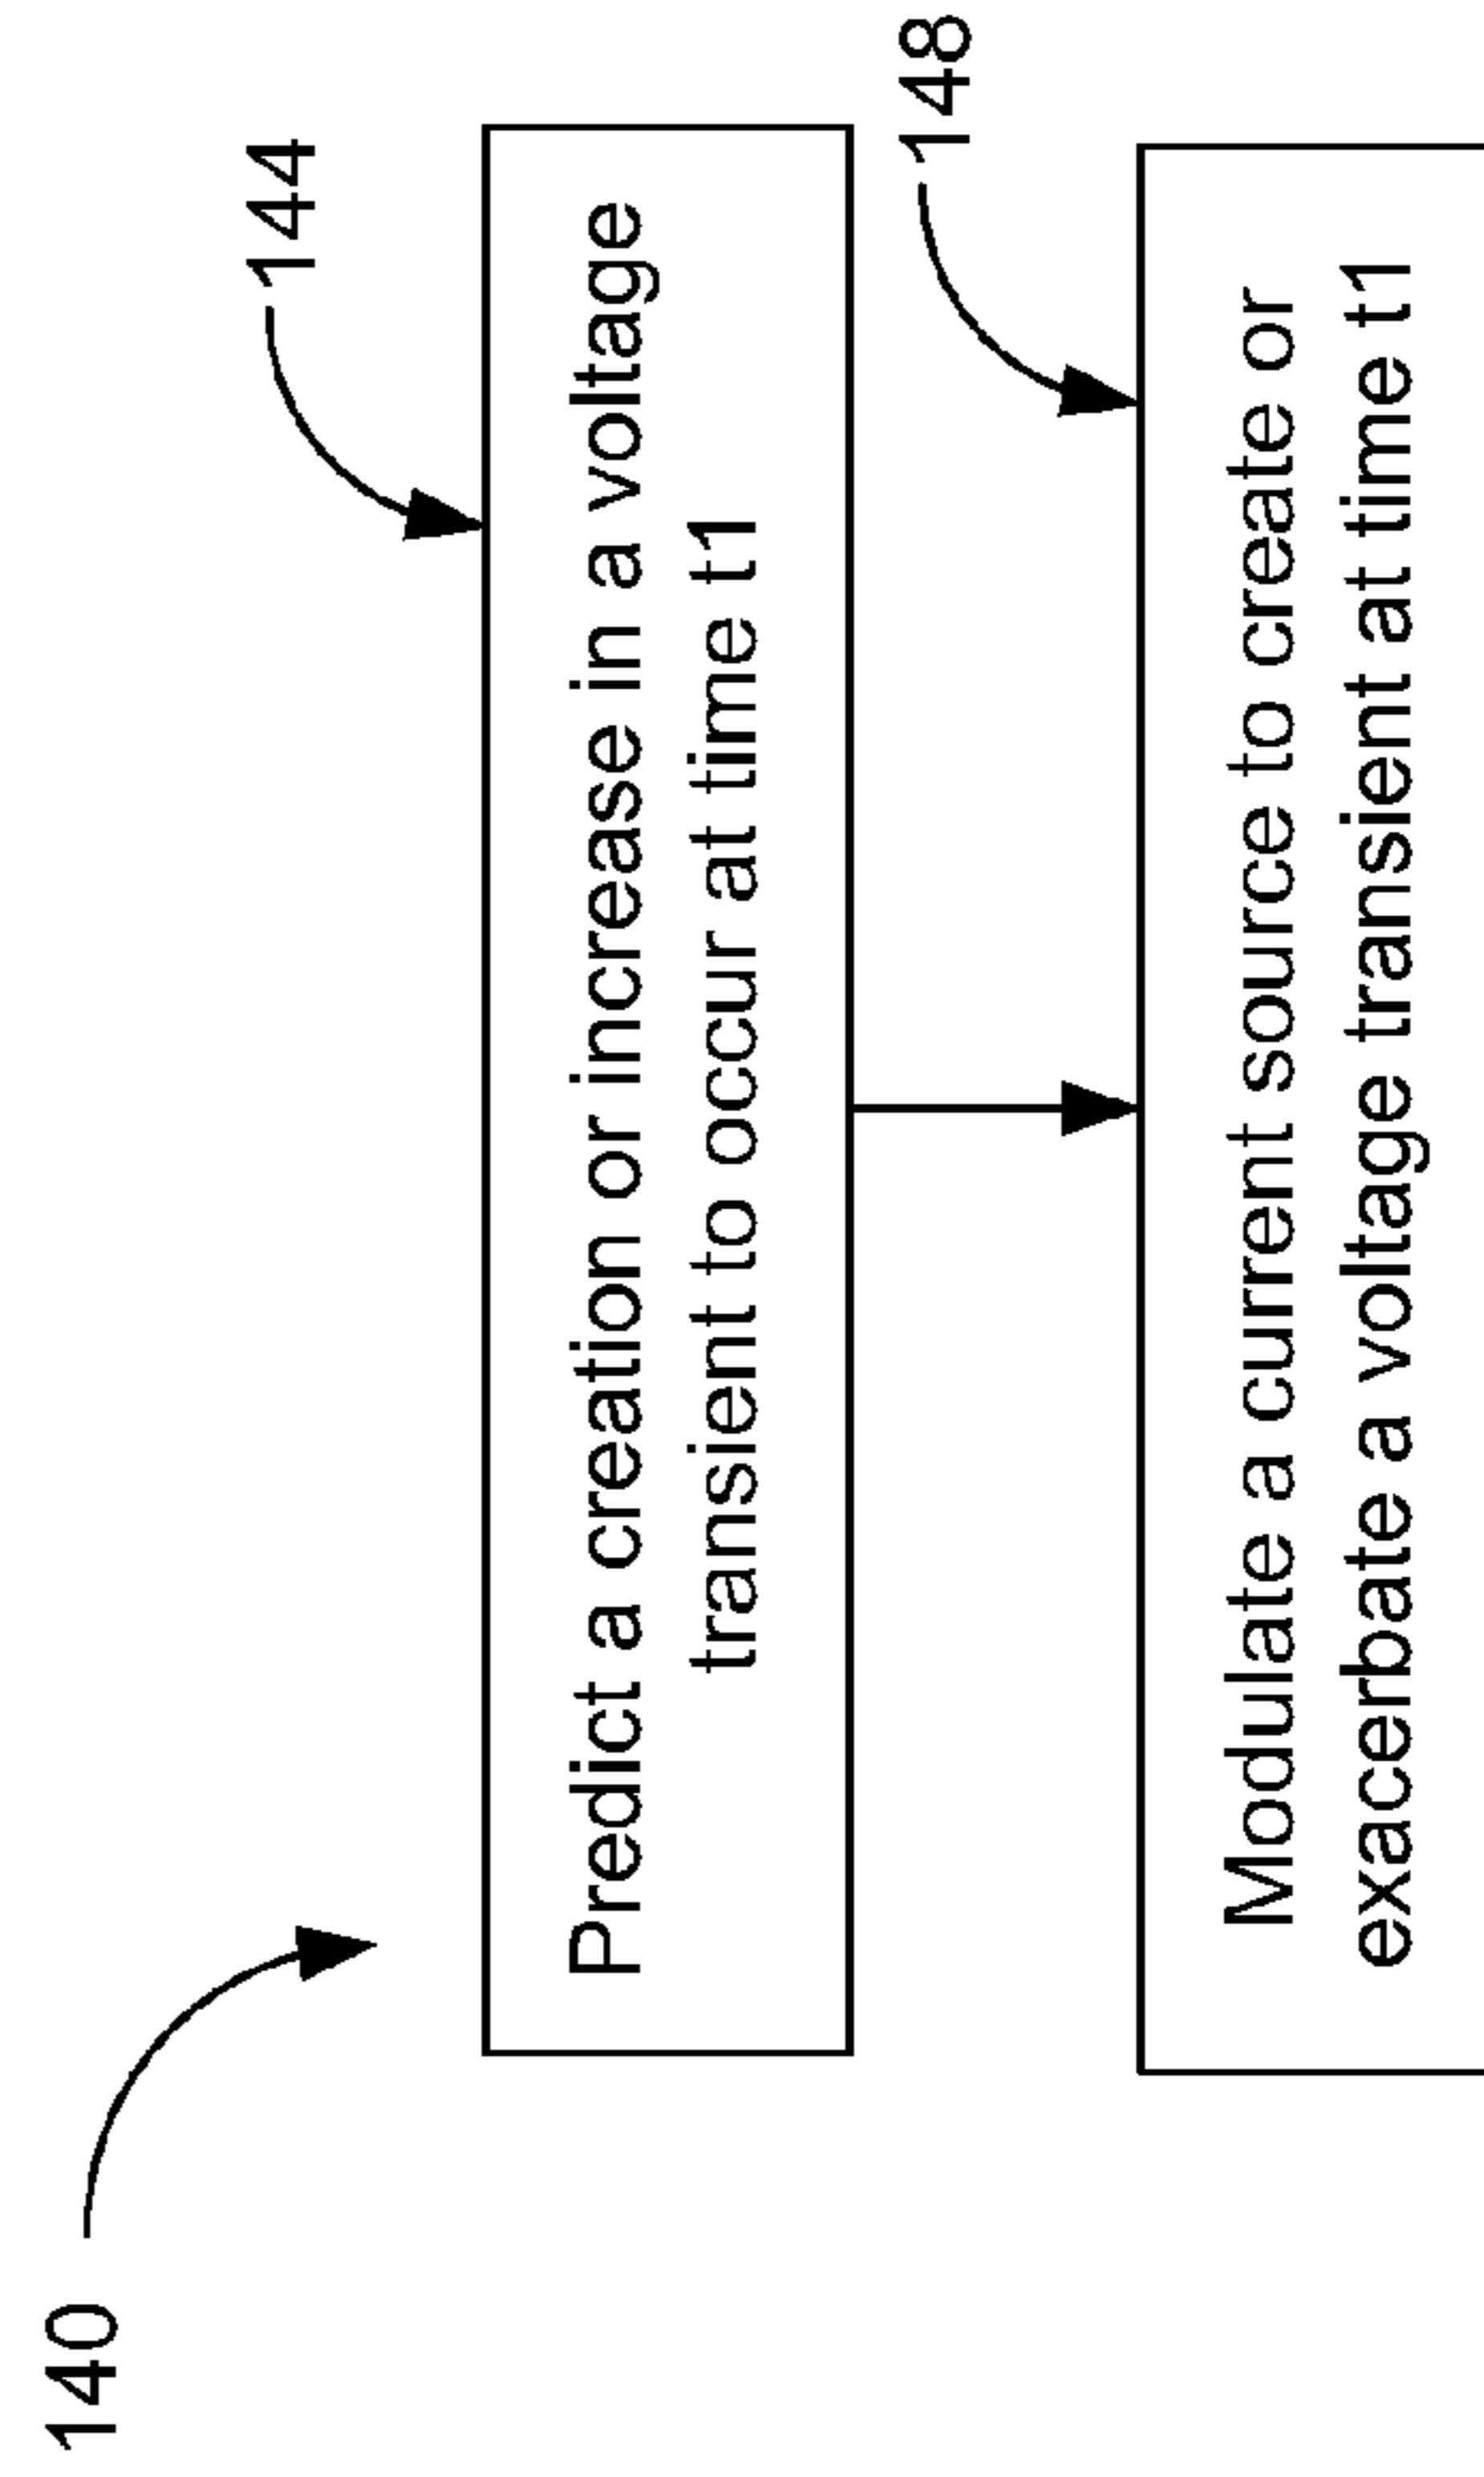 140
144
Predict a creation or increase in a voltage
transient to occur at time t1
148
Modulate a current source to create or
exacerbate a voltage transient at time t1